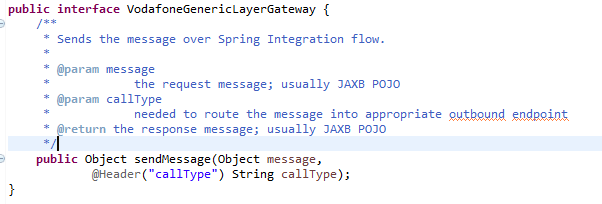 public interface VodafoneGenericLayerGateway {
/**
* Sends the message over Spring Integration flow.
*
* @param message
* the request message; usually JAXB POJO
* @param callType
* needed to route the message into appropriate outbound endpoint
* @return the response message; usually JAXB POJO
*/
public Object sendMessage(Object message,
@Header("callType") String callType);
}